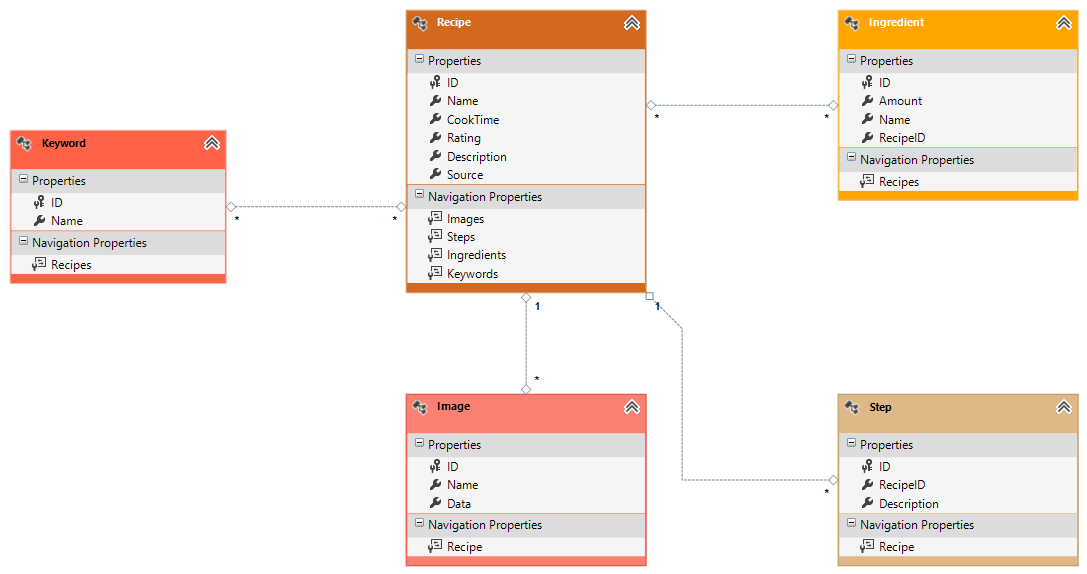 Recipe
Properties
ID
Name
CookTime
Rating
Description
Source
Navigation Properties
Images
Steps
Ingredients
Keywords
Ingredient
Properties
ID
Amount
Name
RecipeID
Navigation Properties
Recipes
*
*
Keyword
Properties
ID
Name
Navigation Properties
Recipes
*
*
1
*
1
*
Image
Properties
ID
Name
Data
Navigation Properties
Recipe
Step
Properties
ID
RecipeID
Description
Navigation Properties
Recipe